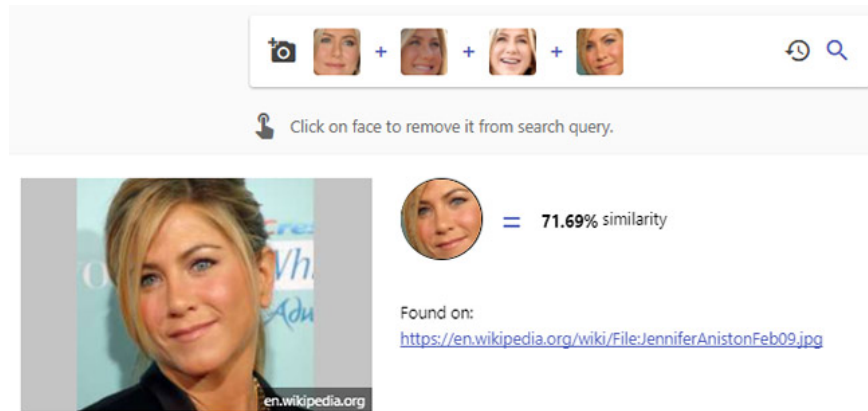 Click on face to remove it from search query.
= 71.69% similarity
Found on:
https://en.wikipedia.org/wiki/File:JenniferAnistonFeb09.jpg
en.wikipedia.org